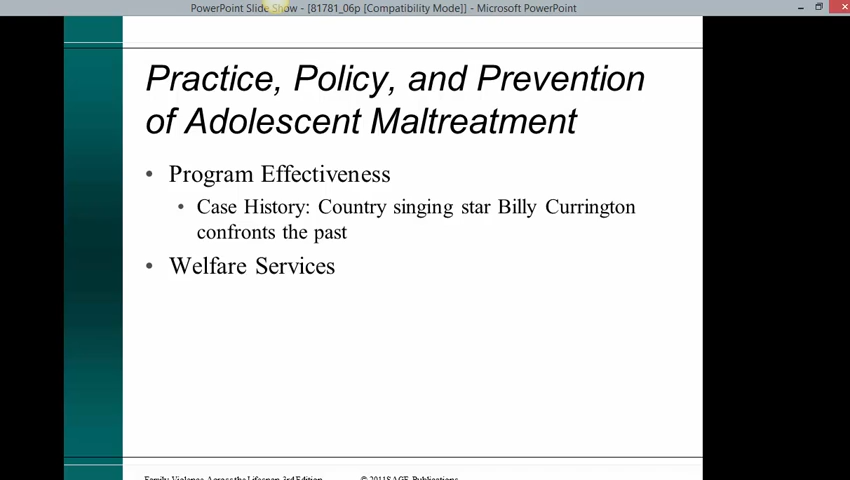 PowerPoint Slide Show - [81781_06p [Compatibility Mode]] - Microsoft PowerPoint
Practice, Policy, and Prevention
of Adolescent Maltreatment
• Program Effectiveness
• Case History: Country singing star Billy Currington
confronts the past
• Welfare Services
Family Violence Across the Lifespan 3rd Edition © 2011 SAGE Publications